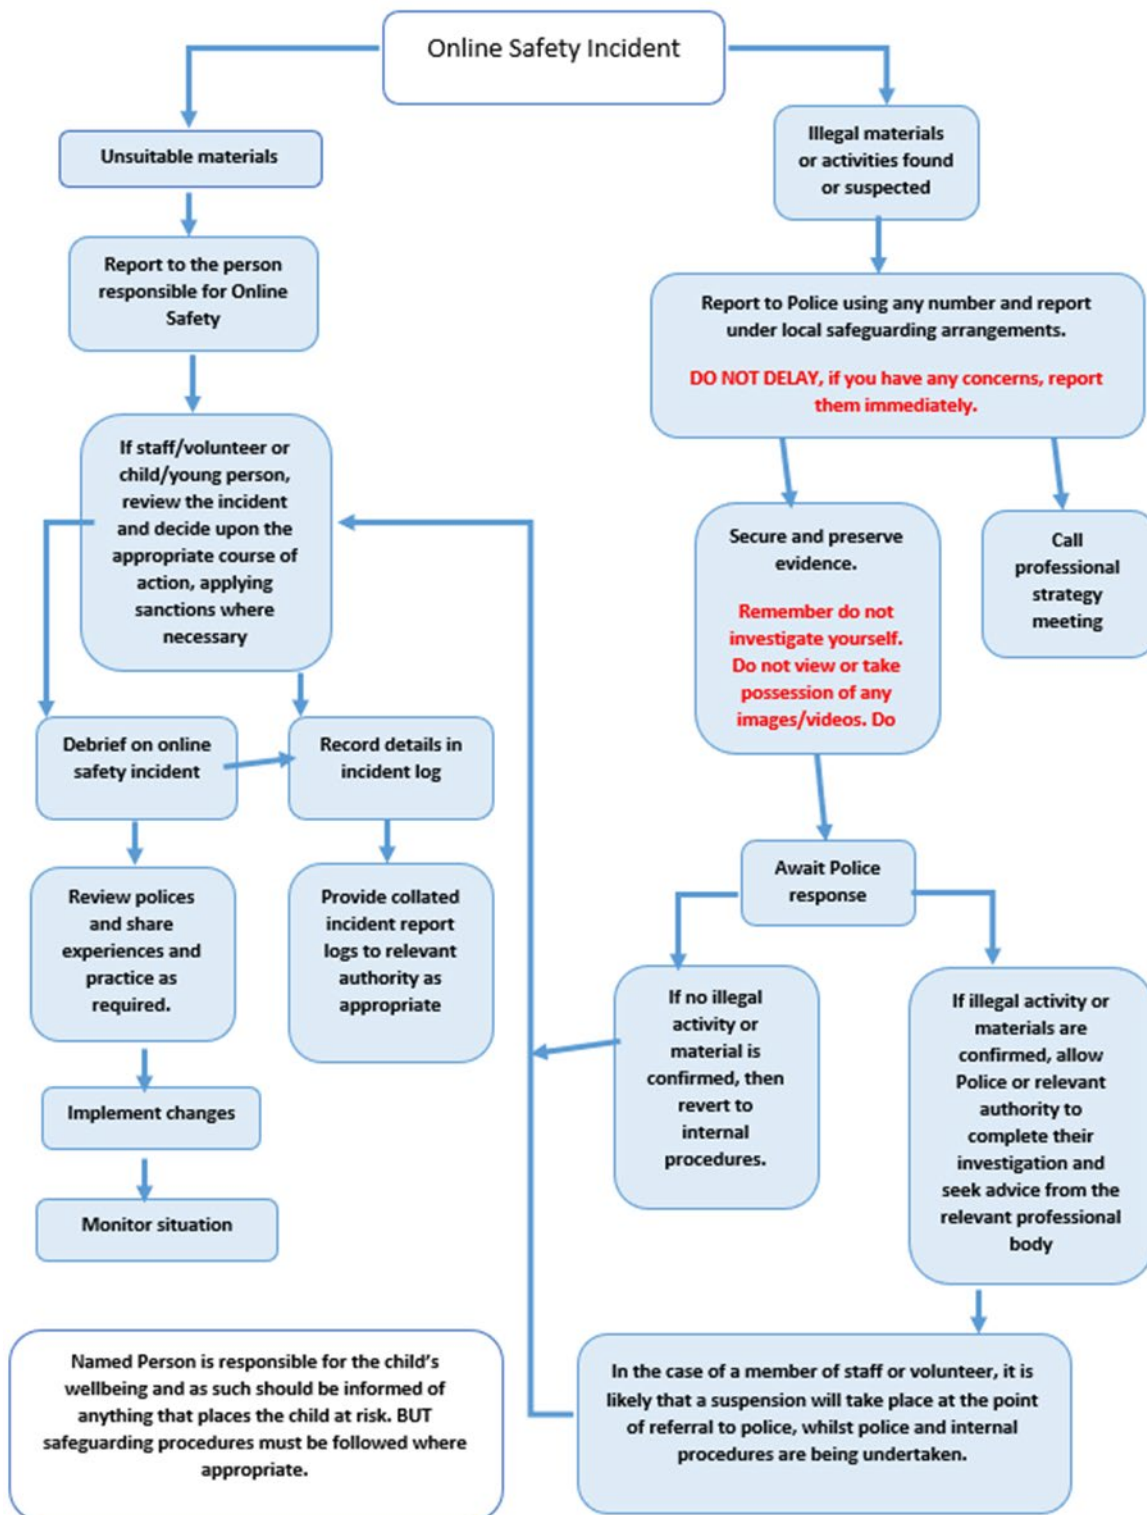 Online Safety Incident
Unsuitable materials
Report to the person
responsible for Online
Safety
If staff/volunteer or
child/young person,
review the incident
and decide upon the
appropriate course of
action, applying
sanctions where
necessary
Debrief on online
safety incident
Record details in
incident log
Review polices
and share
experiences and
practice as
required.
Provide collated
incident report
logs to relevant
authority as
appropriate
Implement changes
Monitor situation
Illegal materials
or activities found
or suspected
Report to Police using any number and report
under local safeguarding arrangements.
DO NOT DELAY, if you have any concerns, report
them immediately.
Secure and preserve
evidence.
Remember do not
investigate yourself.
Do not view or take
possession of any
images/videos. Do
Call
professional
strategy
meeting
Await Police
response
If no illegal
activity or
material is
confirmed, then
revert to
internal
procedures.
If illegal activity or
materials are
confirmed, allow
Police or relevant
authority to
complete their
investigation and
seek advice from the
relevant professional
body
In the case of a member of staff or volunteer, it is
likely that a suspension will take place at the point
of referral to police, whilst police and internal
procedures are being undertaken.
Named Person is responsible for the child's
wellbeing and as such should be informed of
anything that places the child at risk. BUT
safeguarding procedures must be followed where
appropriate.